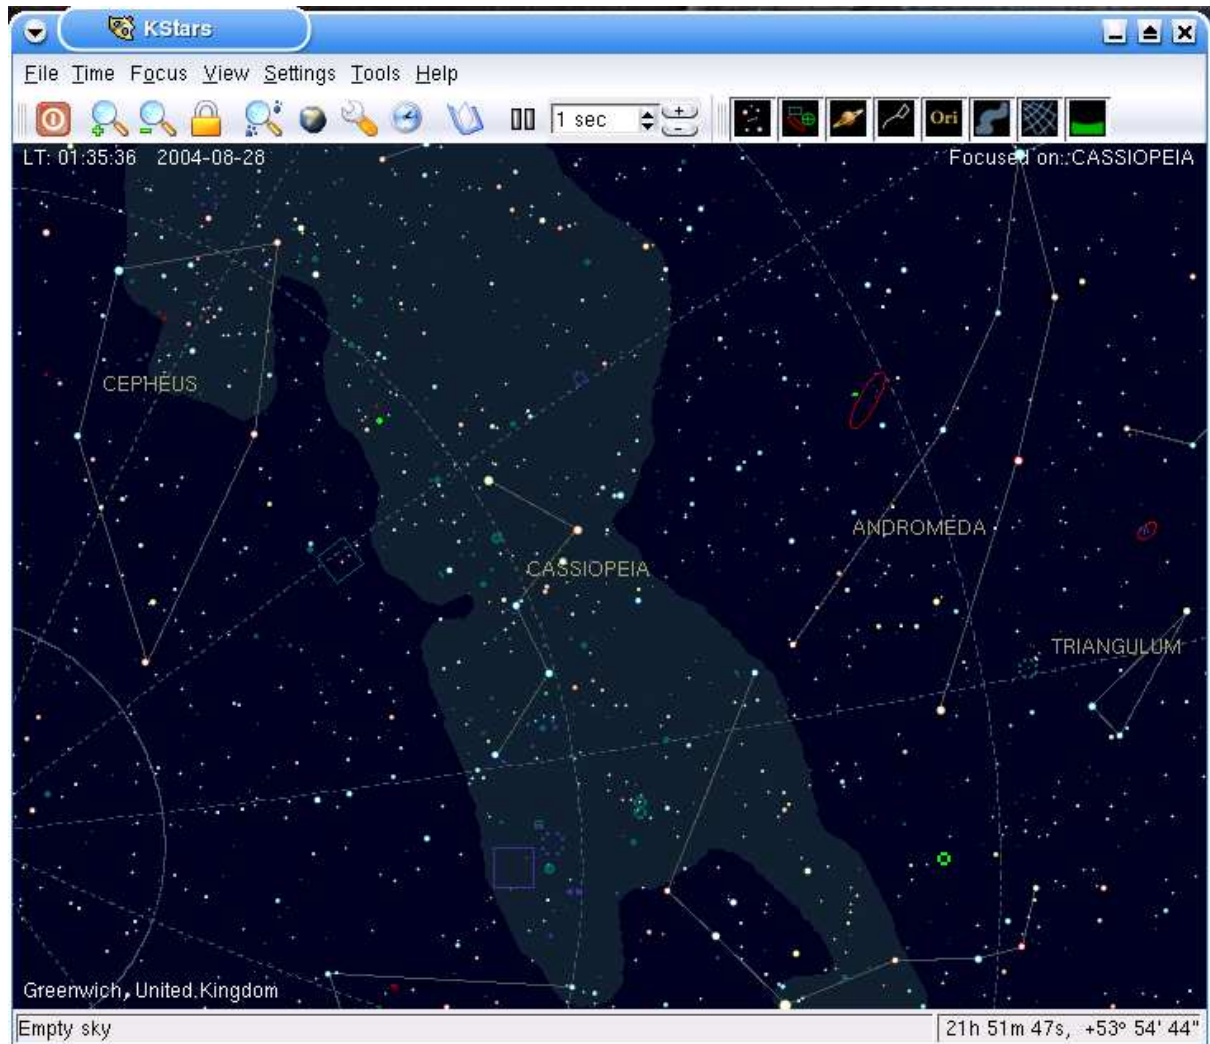 KStars
File Time Focus View Settings Tools Help
1 sec + - Ori
LT: 01:35:36 2004-08-28 Focused on: CASSIOPEIA
CEPHEUS
ANDROMEDA
CASSIOPEIA
TRIANGULUM
Greenwich, United Kingdom
Empty sky 21h 51m 47s, +53° 54' 44"